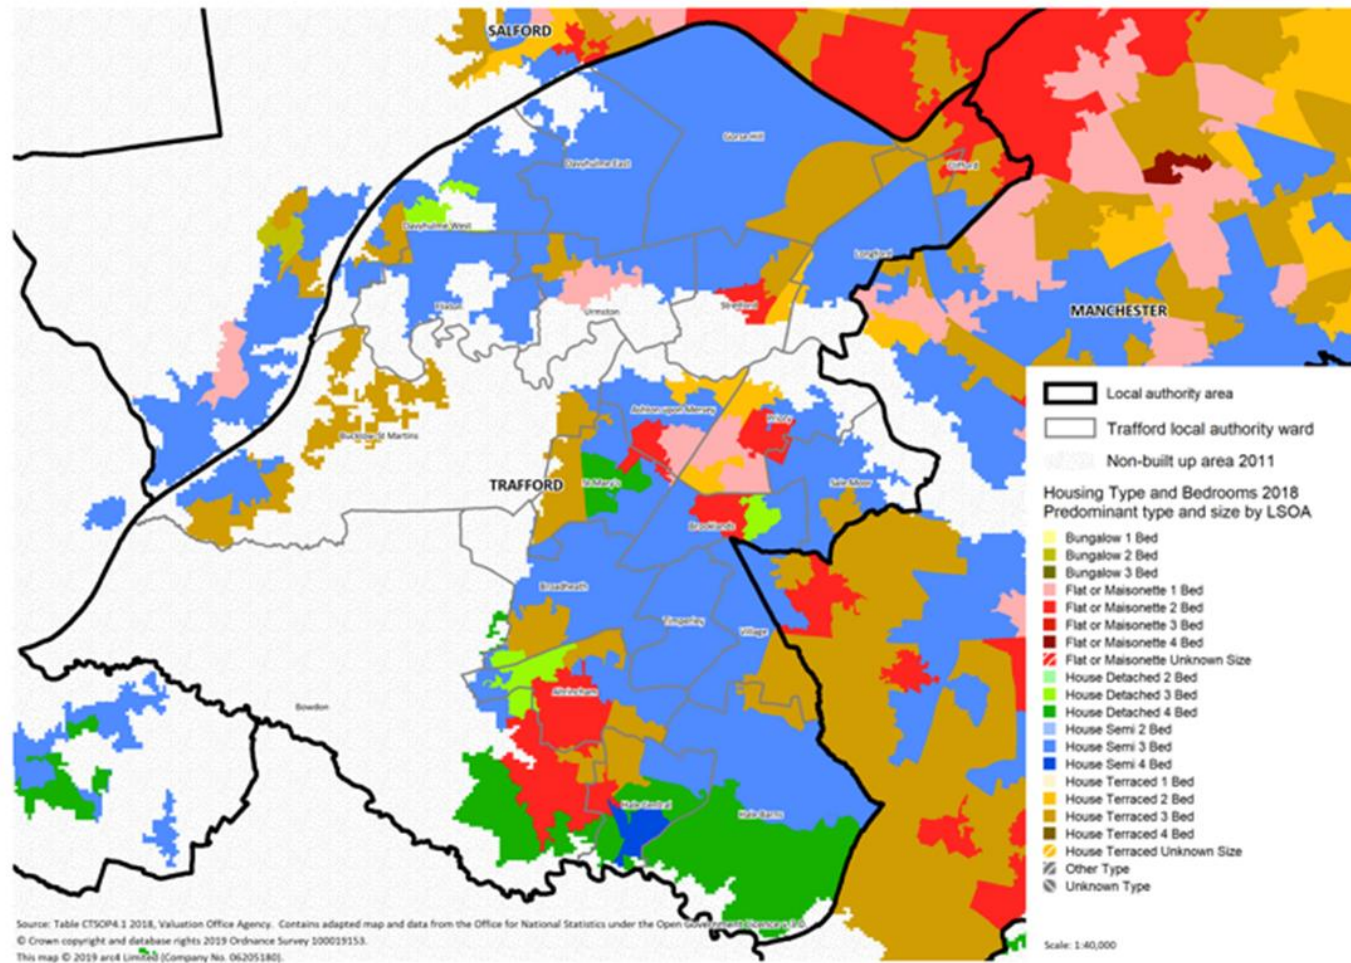 SALFORD
Gorse Hill
Davyhulme East
Clifford
Davyhulme West
Longford
Flixton
Urmston
Stretford
MANCHESTER
Ashton upon Mersey
Priory
Bucklow-St Martins
TRAFFORD
St Mary's
Sale Moor
Brooklands
Broadheath
Timperley
Village
Altrincham
Bowdon
Hale Central
Hale Barns
Local authority area
Trafford local authority ward
Non-built up area 2011
Housing Type and Bedrooms 2018
Predominant type and size by LSOA
Bungalow 1 Bed
Bungalow 2 Bed
Bungalow 3 Bed
Flat or Maisonette 1 Bed
Flat or Maisonette 2 Bed
Flat or Maisonette 3 Bed
Flat or Maisonette 4 Bed
Flat or Maisonette Unknown Size
House Detached 2 Bed
House Detached 3 Bed
House Detached 4 Bed
House Semi 2 Bed
House Semi 3 Bed
House Semi 4 Bed
House Terraced 1 Bed
House Terraced 2 Bed
House Terraced 3 Bed
House Terraced 4 Bed
House Terraced Unknown Size
Other Type
Unknown Type
Scale: 1:40,000
Source: Table CTSOP4.1 2018, Valuation Office Agency. Contains adapted map and data from the Office for National Statistics under the Open Government Licence
© Crown copyright and database rights 2019 Ordnance Survey 100019153.
This map © 2019 arc4 Limited (Company No. 06205180).